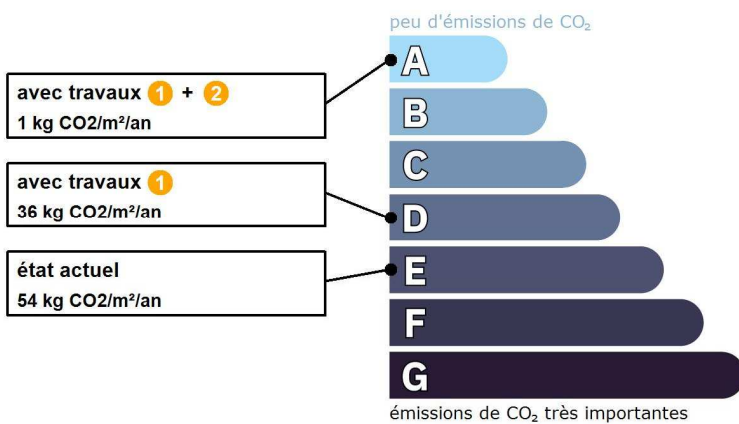 peu d'émissions de CO₂
A
avec travaux 1 + 2
1 kg CO2/m²/an
B
C
avec travaux 1
36 kg CO2/m²/an
D
état actuel
54 kg CO2/m²/an
E
F
G
émissions de CO₂ très importantes